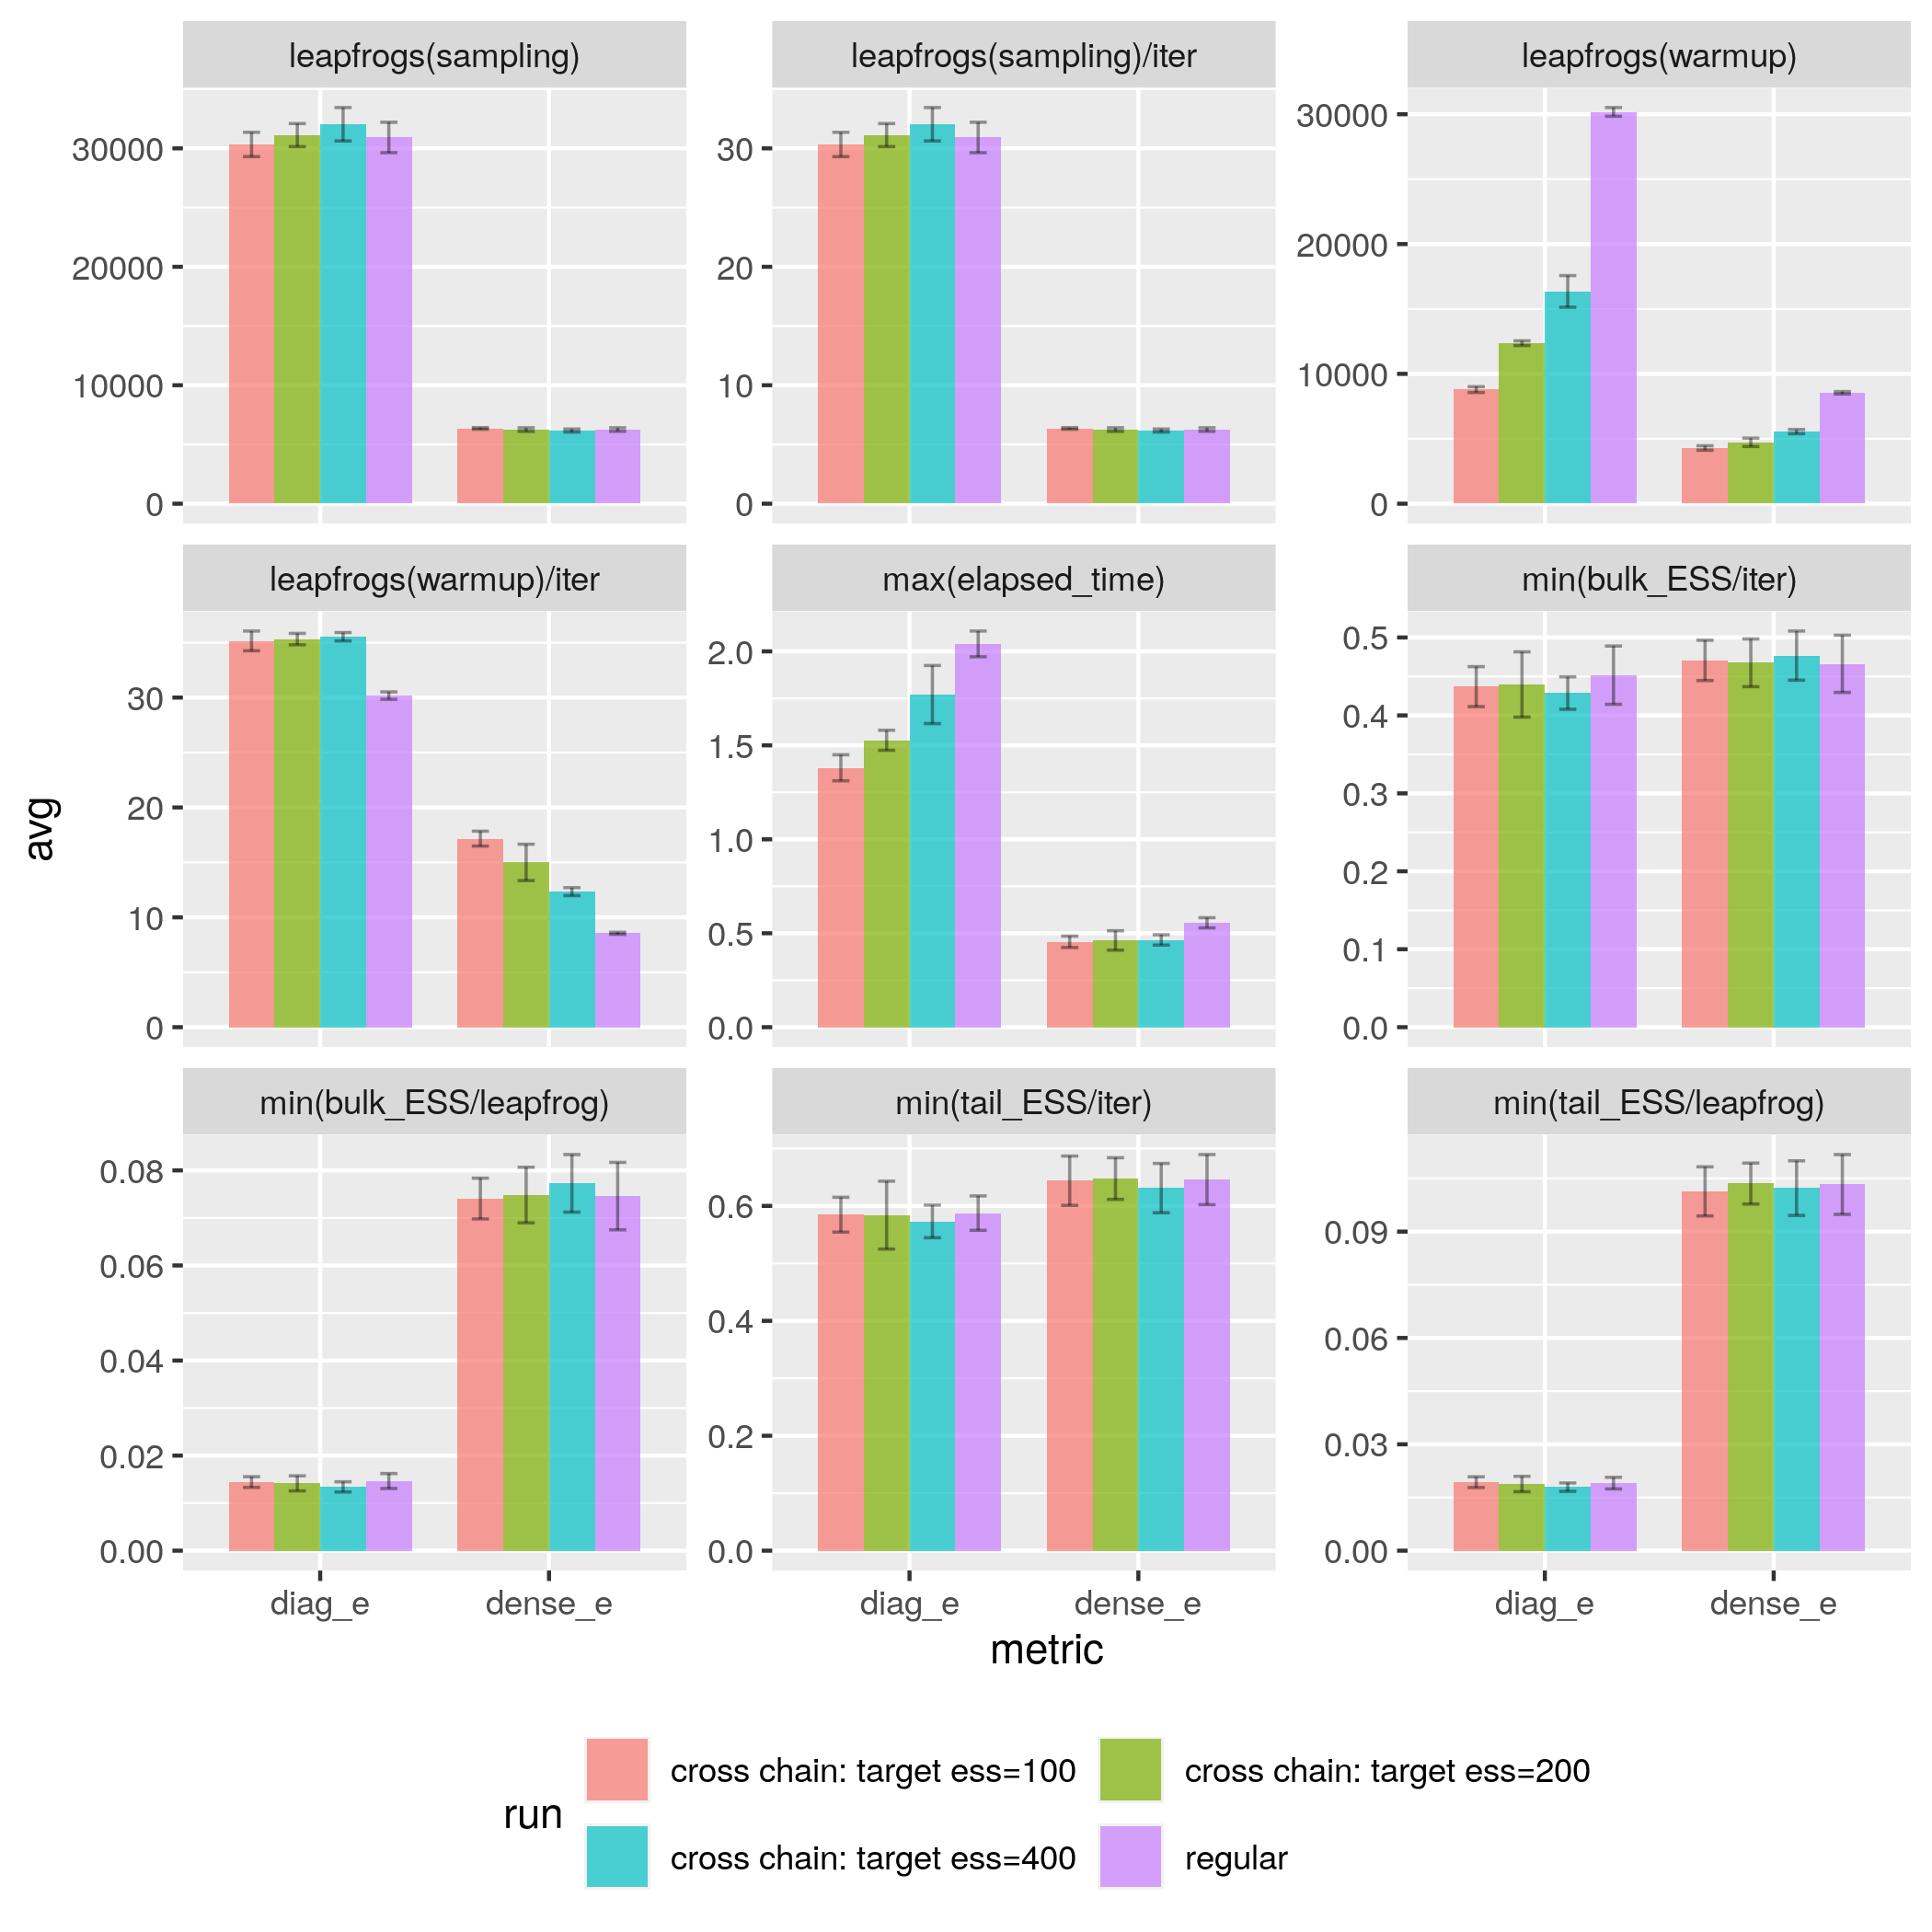 leapfrogs(sampling)
leapfrogs(sampling)/iter
leapfrogs(warmup)
30000
20000
10000
0
30
20
10
0
30000
20000
10000
0
leapfrogs(warmup)/iter
max(elapsed_time)
min(bulk_ESS/iter)
30
20
10
0
2.0
1.5
1.0
0.5
0.0
0.5
0.4
0.3
0.2
0.1
0.0
avg
min(bulk_ESS/leapfrog)
min(tail_ESS/iter)
min(tail_ESS/leapfrog)
0.08
0.06
0.04
0.02
0.00
0.6
0.4
0.2
0.0
0.09
0.06
0.03
0.00
diag_e dense_e
diag_e dense_e
diag_e dense_e
metric
run
cross chain: target ess=100
cross chain: target ess=200
cross chain: target ess=400
regular